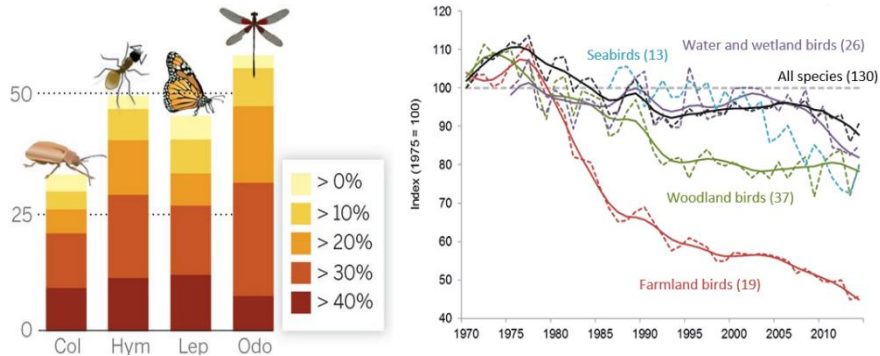 50
25
0
Col Hym Lep Odo
> 0%
> 10%
> 20%
> 30%
> 40%
Index (1975 = 100)
120
110
100
90
80
70
60
50
40
1970 1975 1980 1985 1990 1995 2000 2005 2010
Seabirds (13)
Water and wetland birds (26)
All species (130)
Woodland birds (37)
Farmland birds (19)